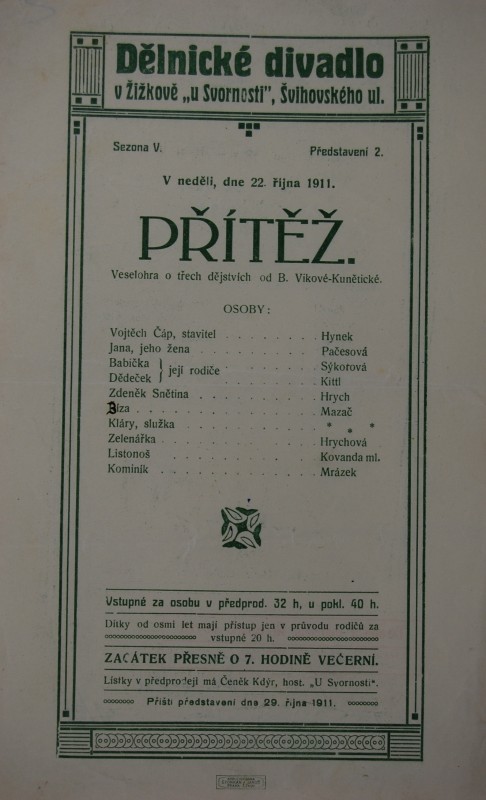 Dělnické divadlo
v Žižkově „u Svornosti", Švihovského ul.
Sezona V. Představení 2.
V neděli, dne 22. října 1911.
PŘÍTĚŽ.
Veselohra o třech dějstvích od B. Vikové-Kunětické.
OSOBY:
Vojtěch Čáp, stavitel . . . . . . . . Hynek
Jana, jeho žena . . . . . . . . . . Pačesová
Babička } její rodiče . . . . . . . Sýkorová
Dědeček } Kittl
Zdeněk Snětina . . . . . . . . . . Hrych
Blza . . . . . . . . . . . . . Mazač
Kláry, služka . . . . . . . . . . * * *
Zelenářka . . . . . . . . . . . Hrychová
Listonoš . . . . . . . . . . . . Kovanda ml.
Kominík . . . . . . . . . . . . Mrázek
Vstupné za osobu v předprod. 32 h, u pokl. 40 h.
Dítky od osmi let mají přístup jen v průvodu rodičů za
vstupné 20 h.
ZAČÁTEK PŘESNĚ O 7. HODINĚ VEČERNÍ.
Lístky v předprodeji má Čeněk Kdýr, host. „U Svornosti".
Příští představení dne 29. října 1911.